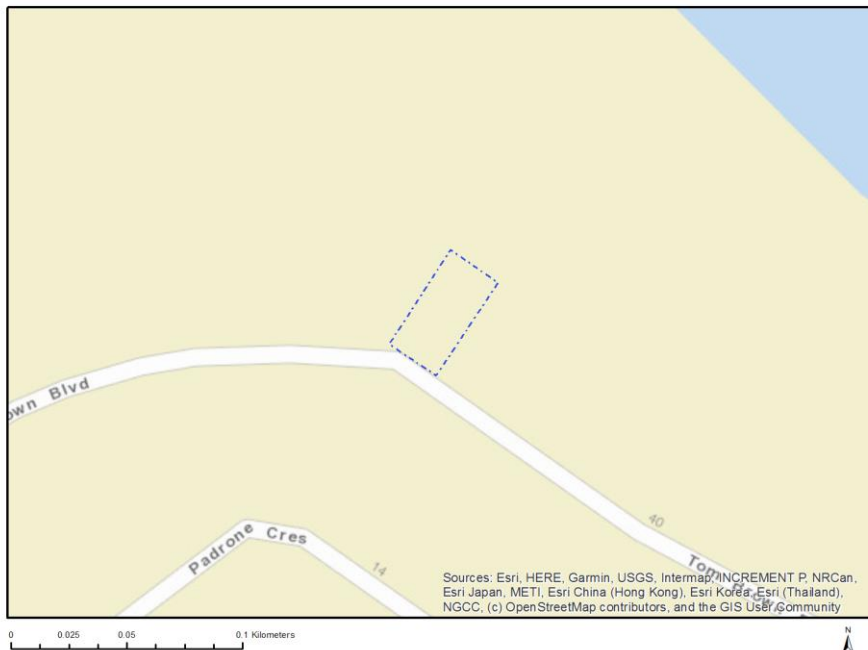 own Blvd
Padrone Cres
14
40
Tom Brown
Sources: Esri, HERE, Garmin, USGS, Intermap, INCREMENT P, NRCan,
Esri Japan, METI, Esri China (Hong Kong), Esri Korea, Esri (Thailand),
NGCC, (c) OpenStreetMap contributors, and the GIS User Community
0 0.025 0.05 0.1 Kilometers
N